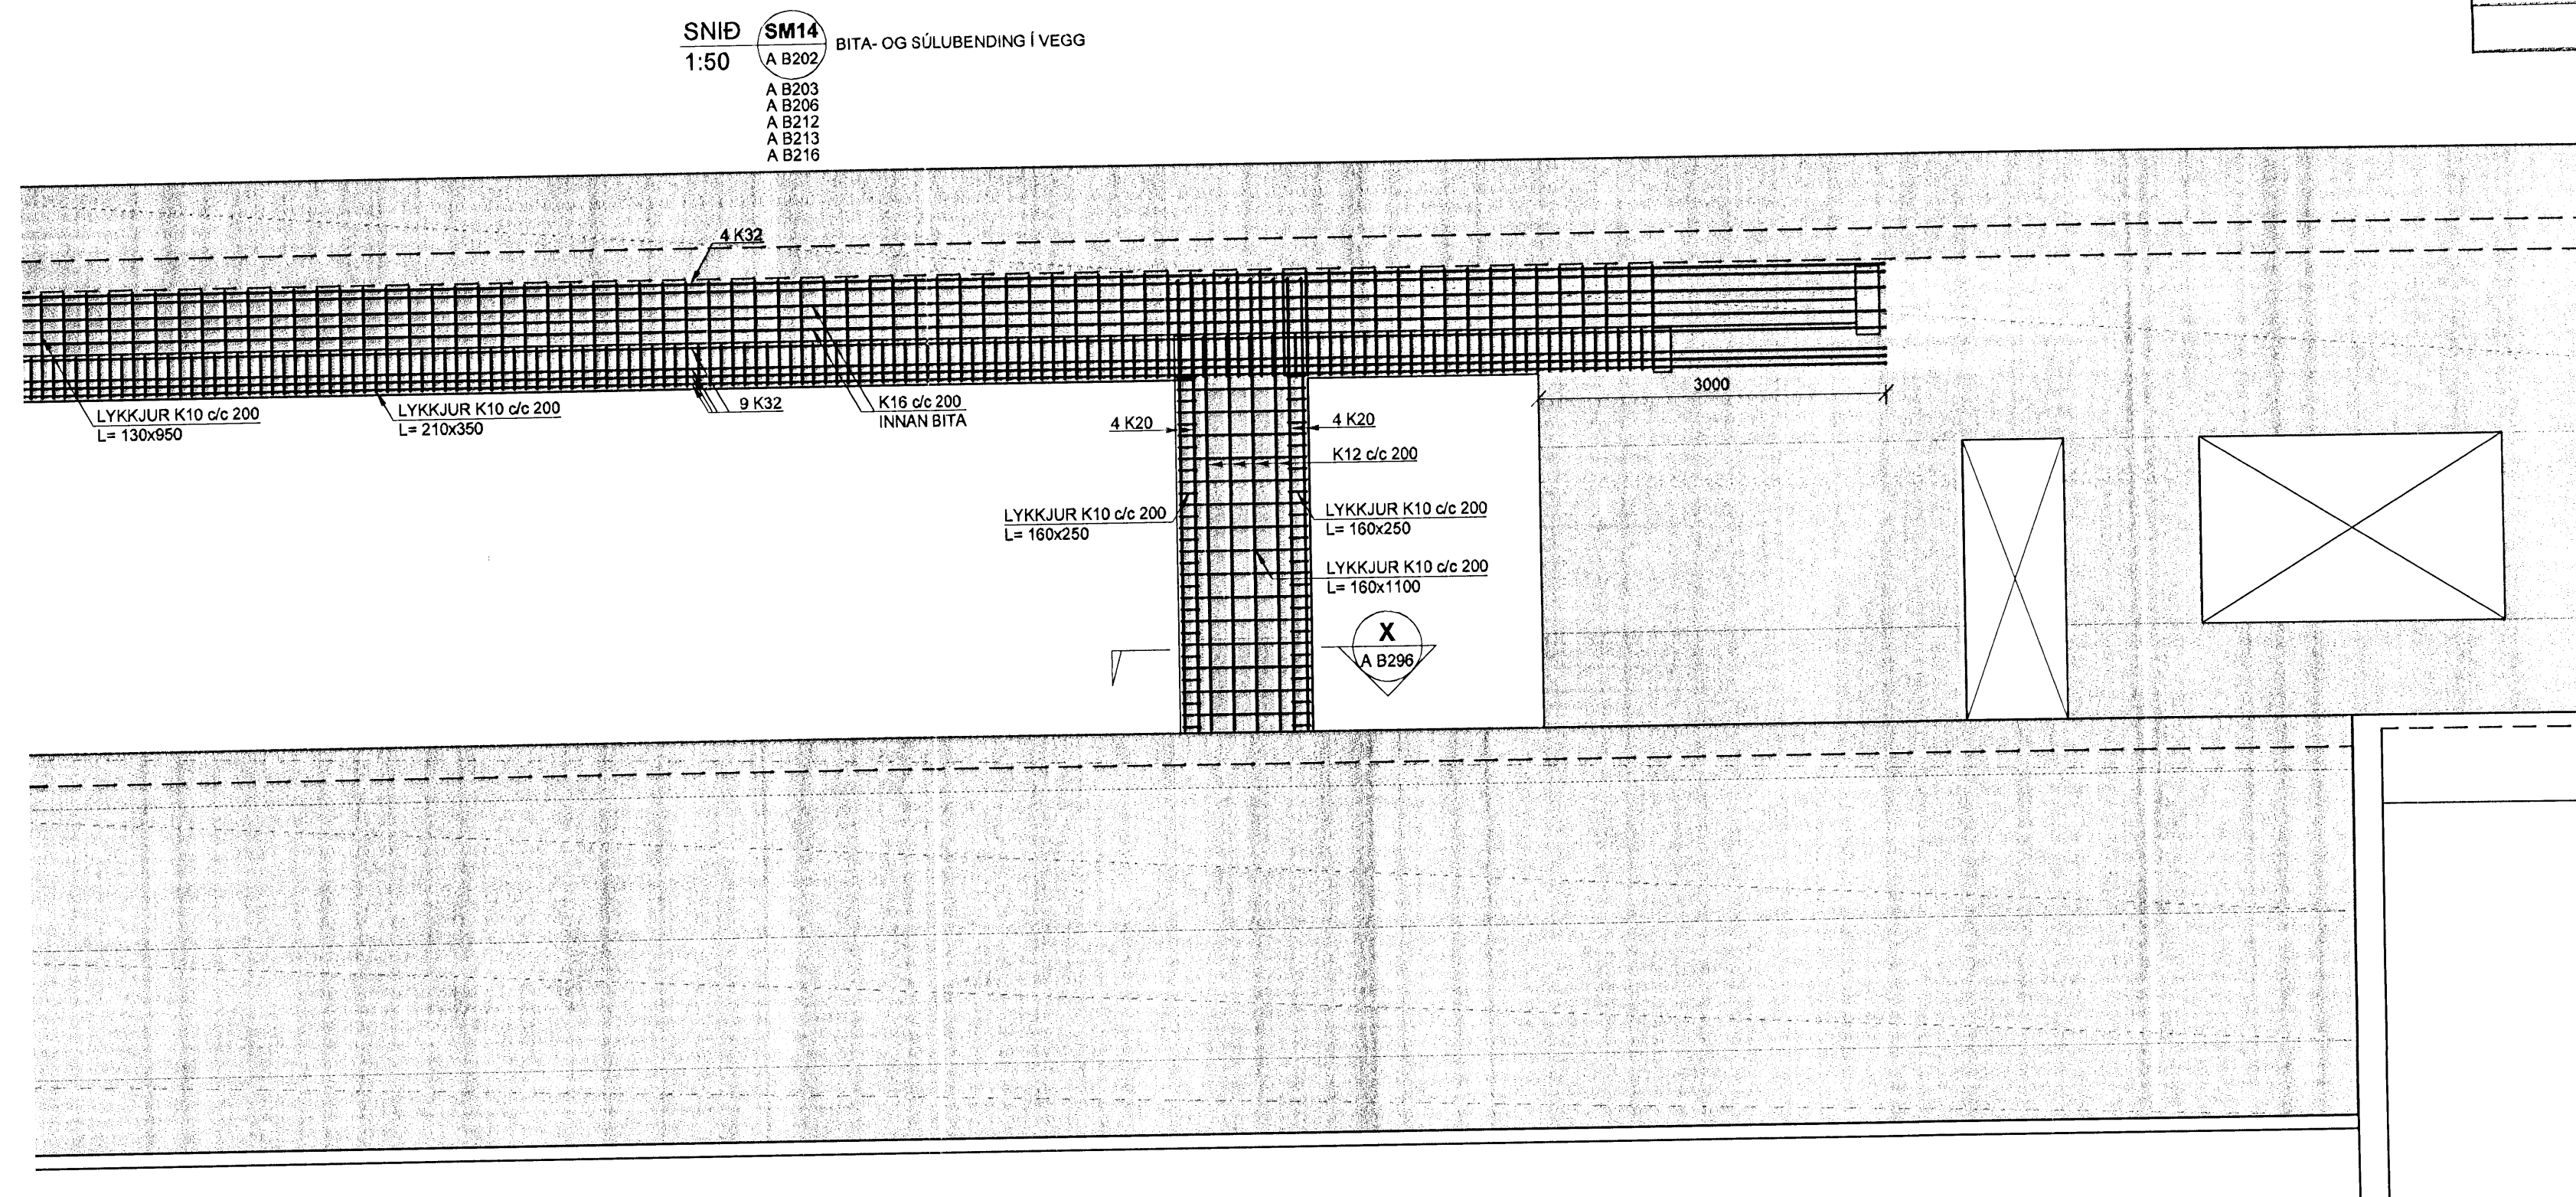 SNIÐ
SM14
BITA- OG SÚLUBENDING Í VEGG
1:50
A B202
A B203
A B206
A B212
A B213
A B216
4 K32
LYKKJUR K10 c/c 200
L= 130x950
LYKKJUR K10 c/c 200
L= 210x350
9 K32
K16 c/c 200
INNAN BITA
3000
4 K20
4 K20
K12 c/c 200
LYKKJUR K10 c/c 200
L= 160x250
LYKKJUR K10 c/c 200
L= 160x250
LYKKJUR K10 c/c 200
L= 160x1100
X
A B296